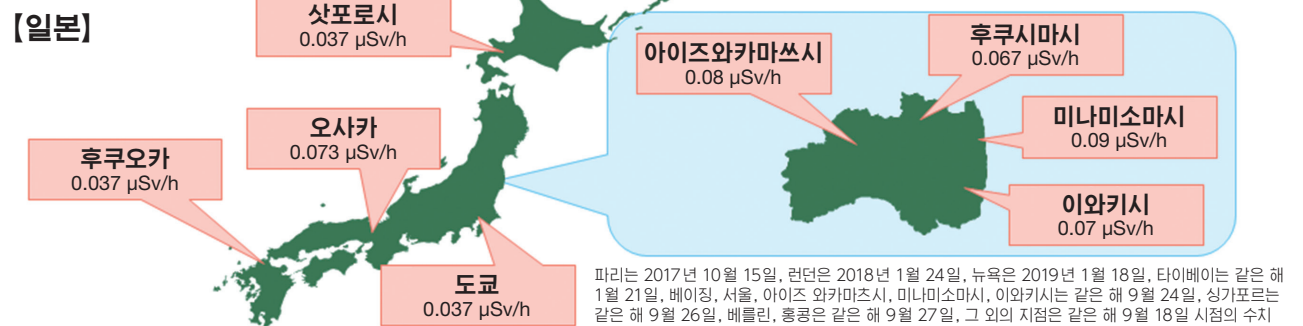 【일본】
삿포로시
0.037 μSv/h
아이즈와카마쓰시
0.08 μSv/h
후쿠시마시
0.067 μSv/h
미나미소마시
0.09 μSv/h
오사카
0.073 μSv/h
후쿠오카
0.037 μSv/h
이와키시
0.07 μSv/h
도쿄
0.037 μSv/h
파리는 2017년 10월 15일, 런던은 2018년 1월 24일, 뉴욕은 2019년 1월 18일, 타이베이는 같은 해
1월 21일, 베이징, 서울, 아이즈 와카마츠시, 미나미소마시, 이와키시는 같은 해 9월 24일, 싱가포르는
같은 해 9월 26일, 베를린, 홍콩은 같은 해 9월 27일, 그 외의 지점은 같은 해 9월 18일 시점의 수치